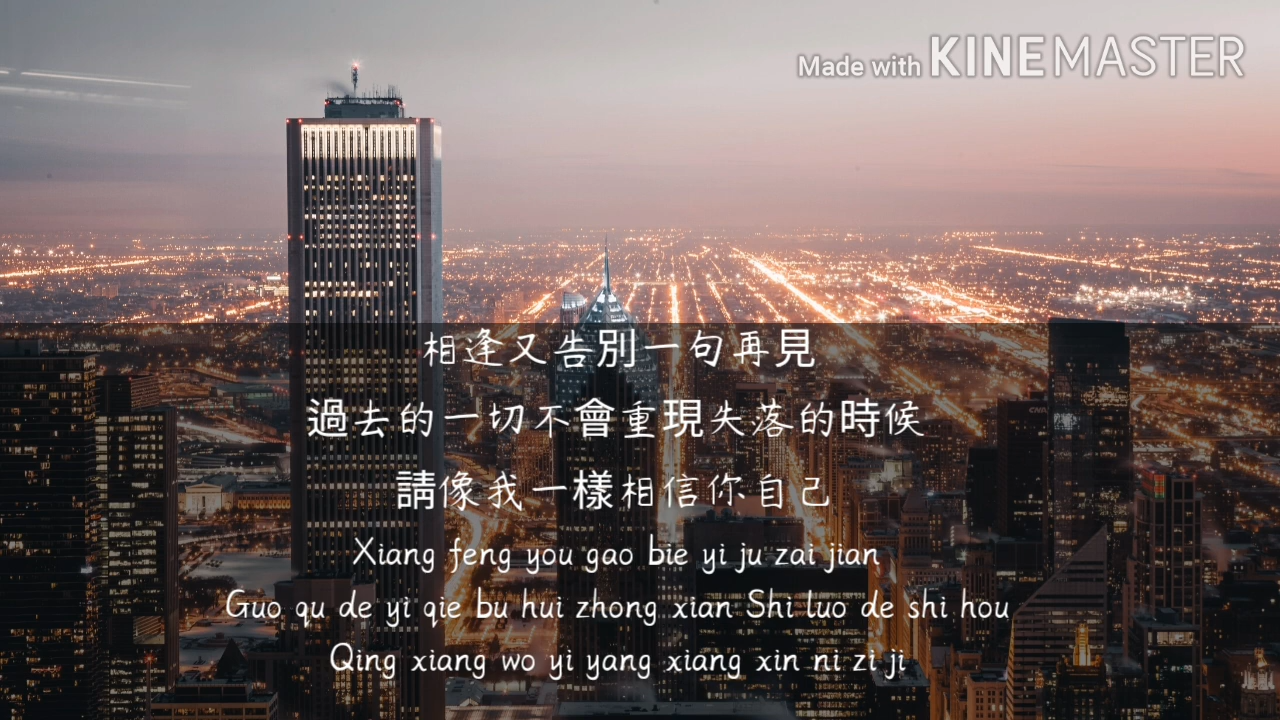 Made with KINEMASTER
相逢又告別一句再見
過去的一切不會重現失落的時候
請像我一樣相信你自己
Xiang feng you gao bie yi ju zai jian
Guo qu de yi qie bu hui zhong xian Shi luo de shi hou
Qing xiang wo yi yang xiang xin ni zi ji